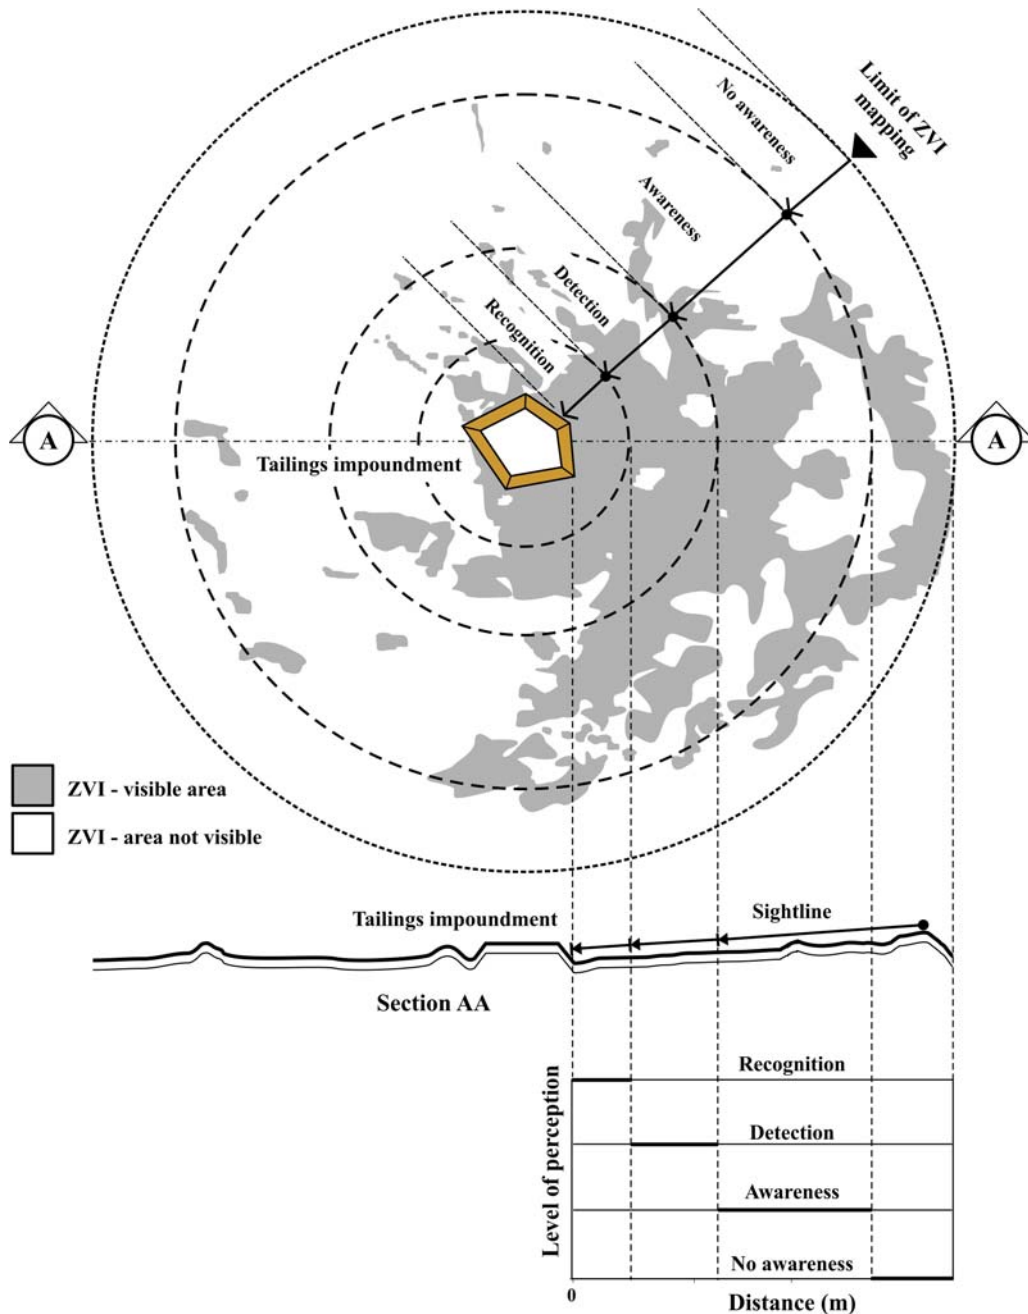 Limit of ZVI
mapping
No awareness
Awareness
Detection
Recognition
A
A
Tailings impoundment
ZVI - visible area
ZVI - area not visible
Tailings impoundment
Sightline
Section AA
Level of perception
Recognition
Detection
Awareness
No awareness
0
Distance (m)